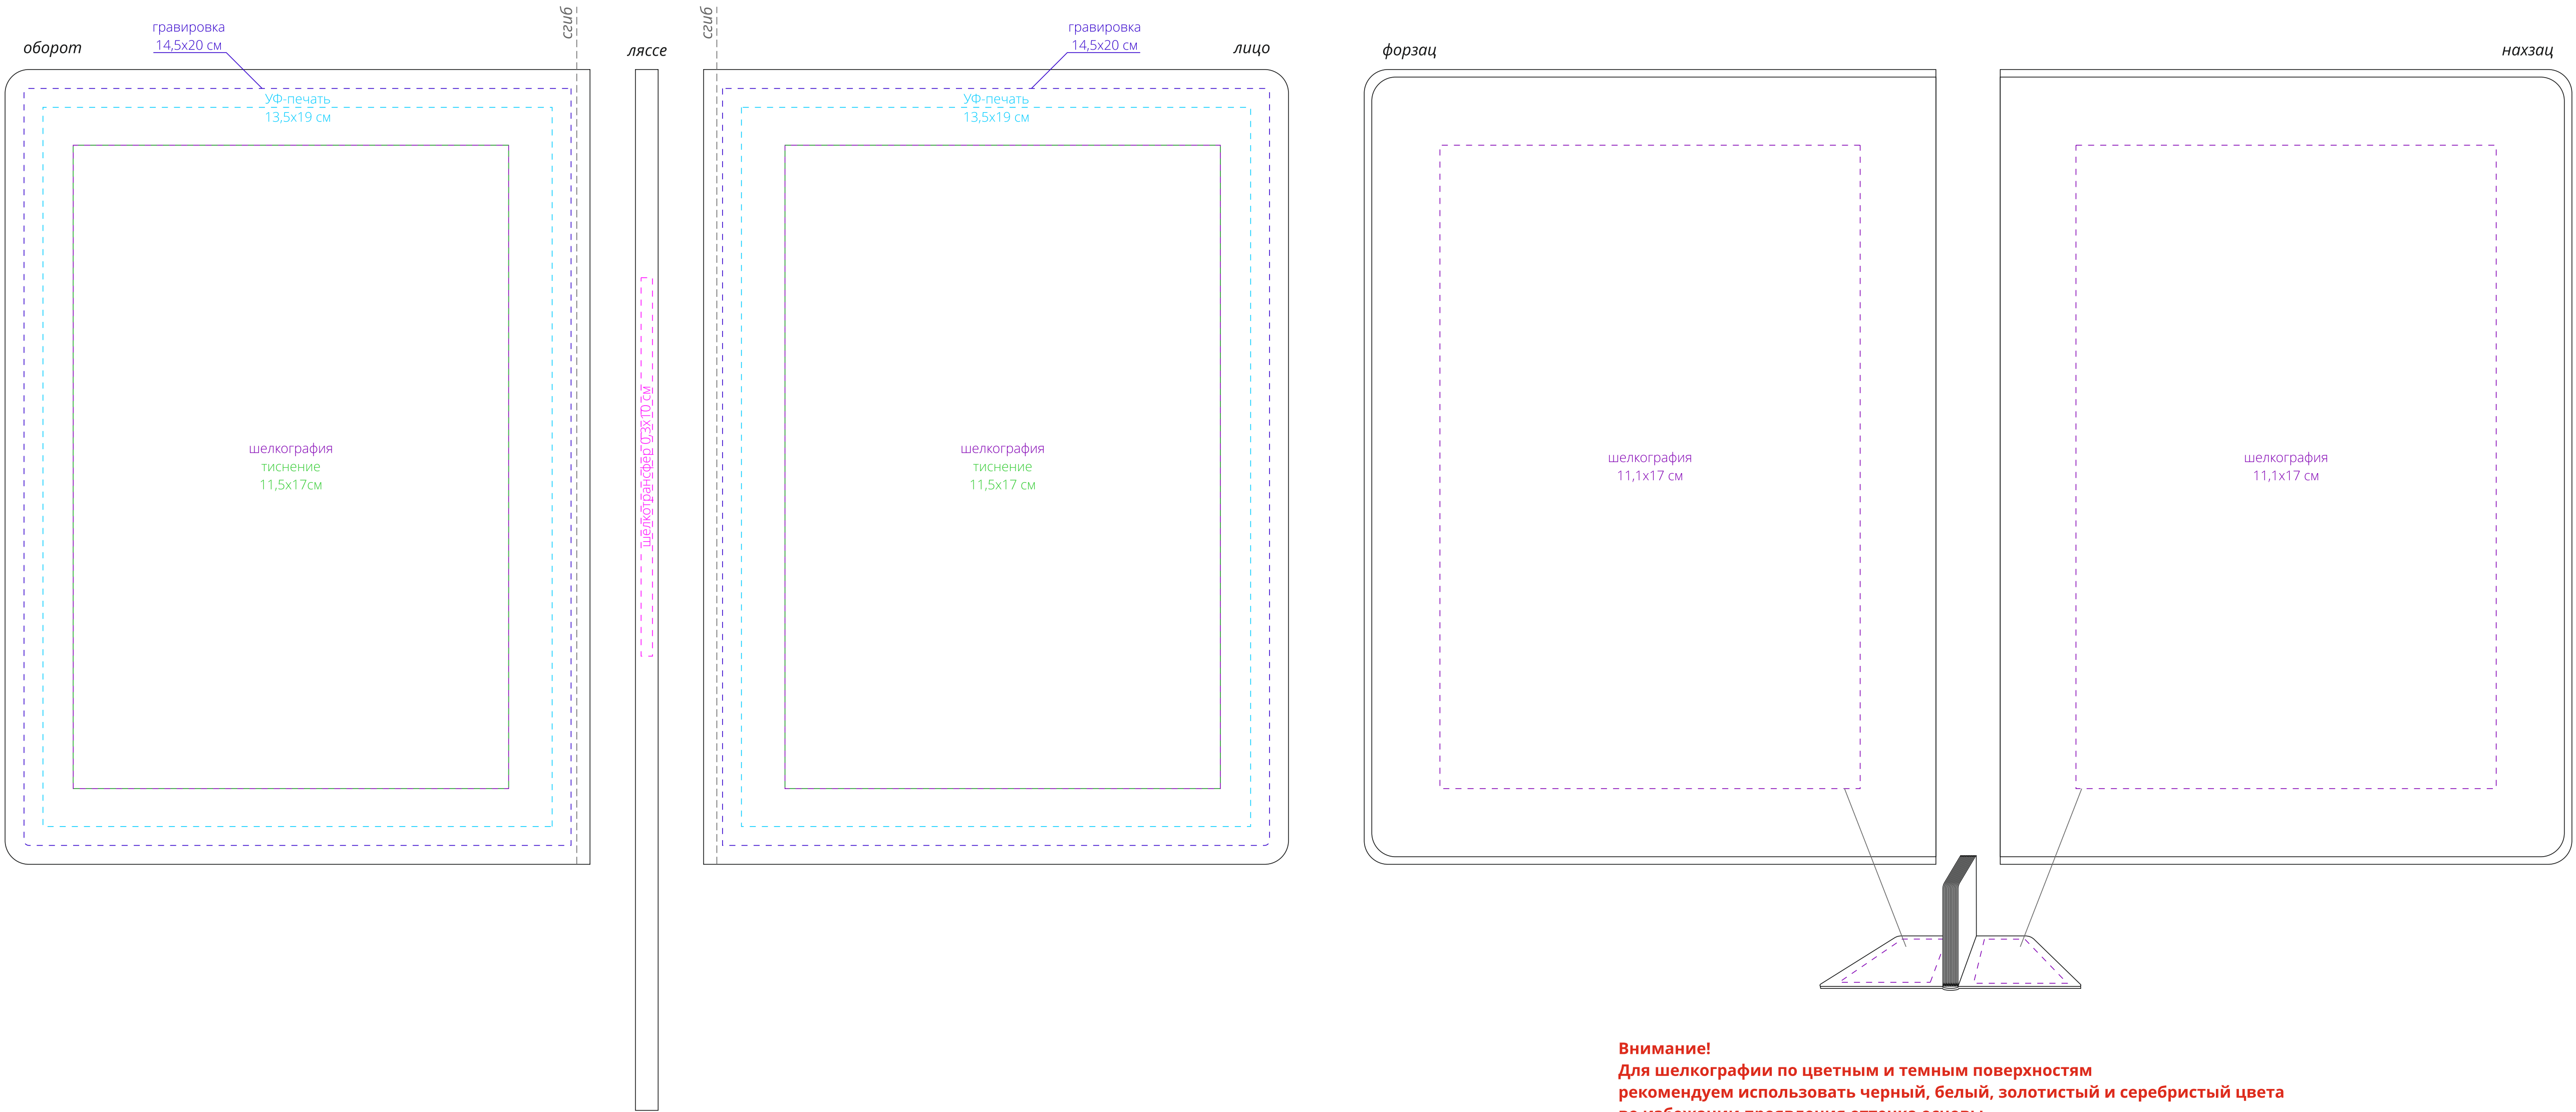 оборот
гравировка
14,5х20 см
сгиб
УФ-печать
13,5х19 см
шелкография
тиснение
11,5х17см
ляссе
шелкотрансфер 0,3х10 см
сгиб
гравировка
14,5х20 см
лицо
УФ-печать
13,5х19 см
шелкография
тиснение
11,5х17 см
форзац
шелкография
11,1х17 см
нахзац
шелкография
11,1х17 см
Внимание!
Для шелкографии по цветным и темным поверхностям
рекомендуем использовать черный, белый, золотистый и серебристый цвета